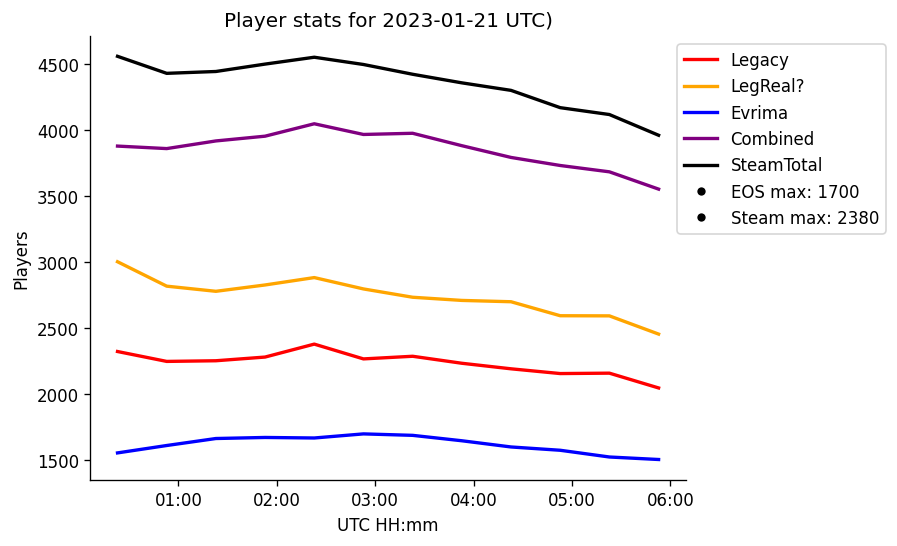 Player stats for 2023-01-21 UTC)
Legacy
LegReal?
Evrima
Combined
SteamTotal
EOS max: 1700
Steam max: 2380
Players
4500
4000
3500
3000
2500
2000
1500
01:00 02:00 03:00 04:00 05:00 06:00
UTC HH:mm